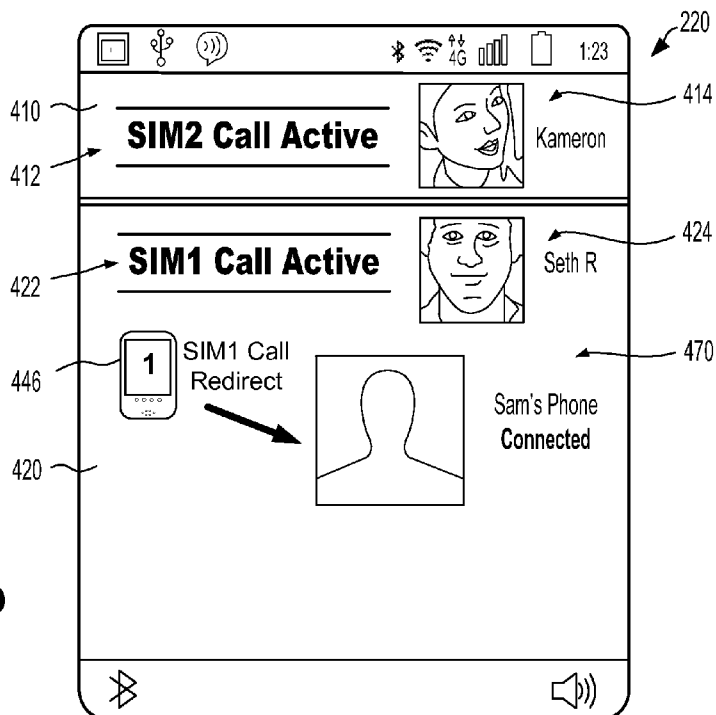 220
4G
1:23
410
SIM2 Call Active
412
414
Kameron
SIM1 Call Active
422
424
Seth R
446
1
SIM1 Call
Redirect
470
Sam's Phone
Connected
420